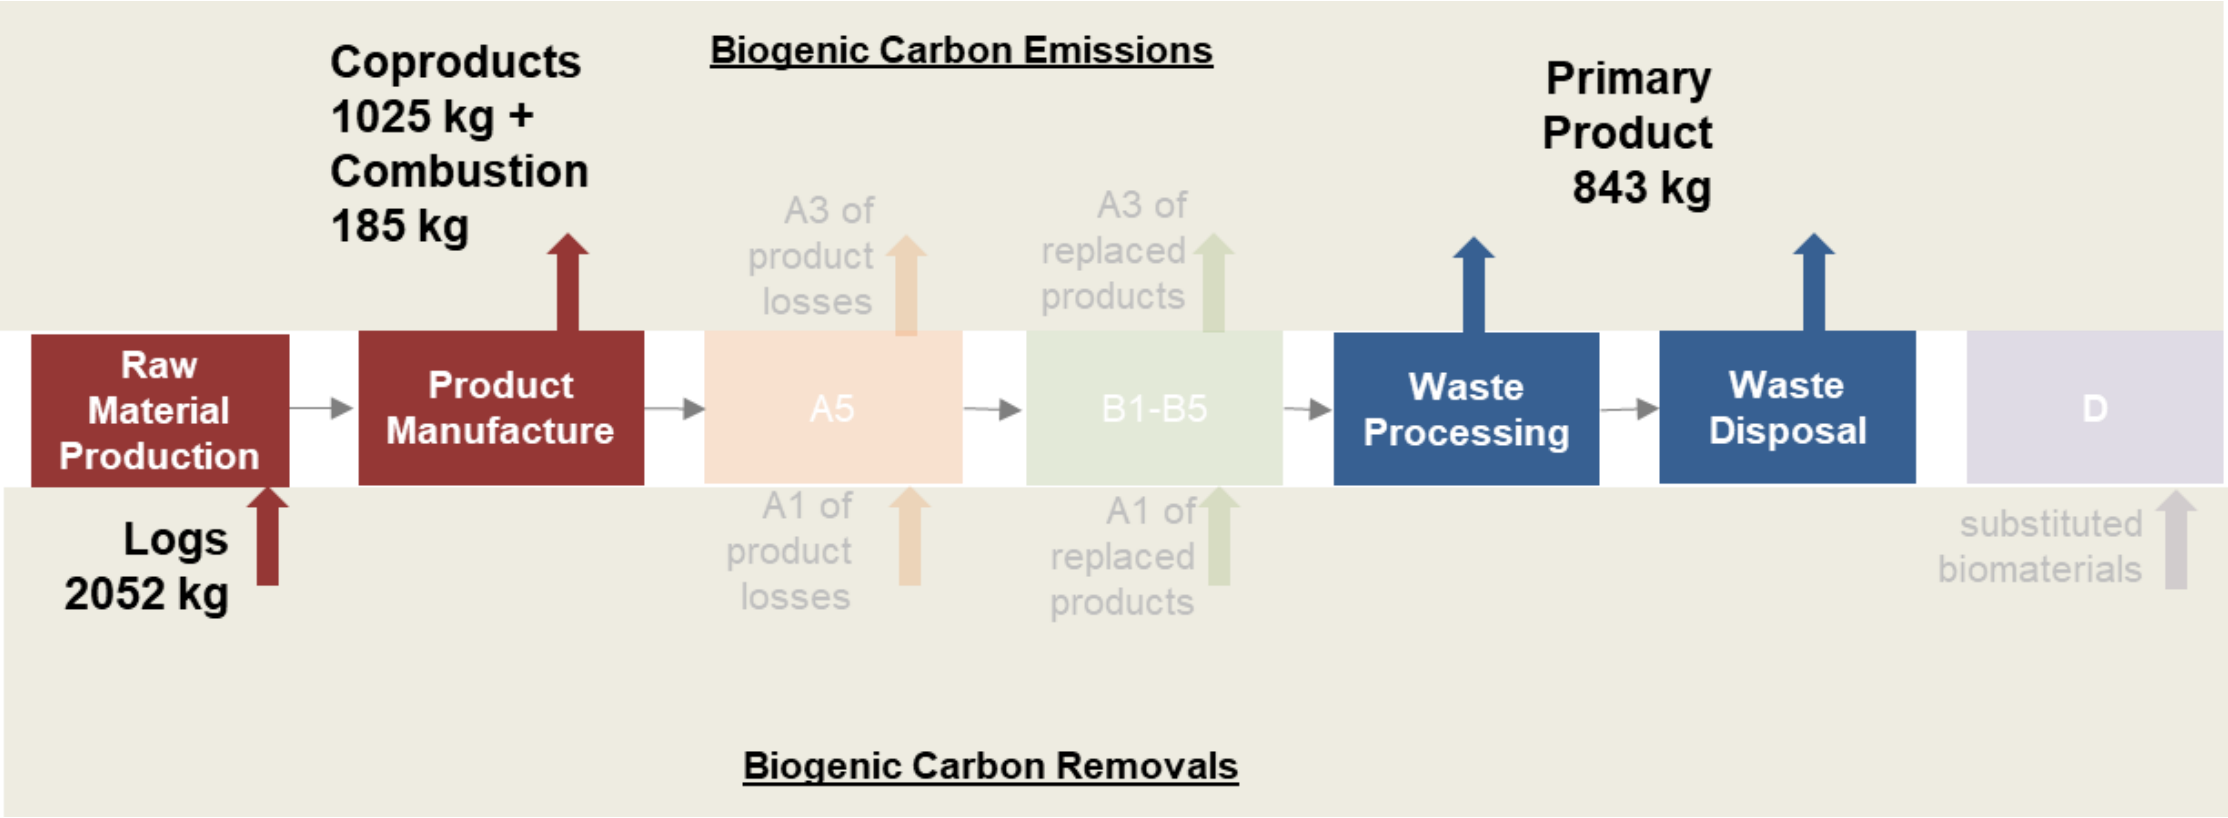 Biogenic Carbon Emissions
Coproducts
1025 kg +
Combustion
185 kg
A3 of
product
losses
A3 of
replaced
products
Primary
Product
843 kg
Raw
Material
Production
Product
Manufacture
A5
B1-B5
Waste
Processing
Waste
Disposal
D
Logs
2052 kg
A1 of
product
losses
A1 of
replaced
products
substituted
biomaterials
Biogenic Carbon Removals